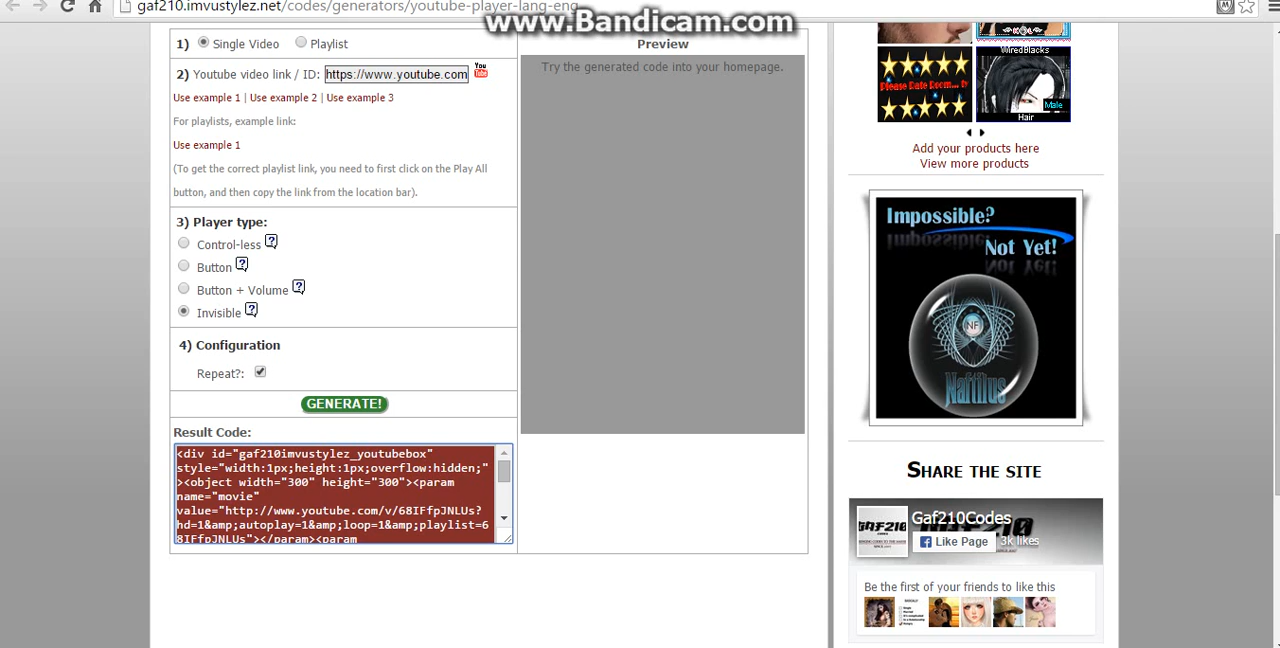 gaf210.imvustylez.net/codes/generators/youtube-player-lang-eng
www.Bandicam.com
1) Single Video Playlist
2) Youtube video link / ID: https://www.youtube.com
You
Tube
Use example 1 | Use example 2 | Use example 3
For playlists, example link:
Use example 1
(To get the correct playlist link, you need to first click on the Play All
button, and then copy the link from the location bar).
3) Player type:
Control-less ?
Button ?
Button + Volume ?
Invisible ?
4) Configuration
Repeat?:
GENERATE!
Result Code:
<div id="gaf210imvustylez_youtubebox"
style="width:1px;height:1px;overflow:hidden;"
><object width="300" height="300"><param
name="movie"
value="http://www.youtube.com/v/68IFfpJNLUs?
hd=1&amp;autoplay=1&amp;loop=1&amp;playlist=6
8IFfpJNLUs"></param><param
Preview
Try the generated code into your homepage.
Please Rate Room...
WiredBlacks
Male
Hair
Add your products here
View more products
Impossible?
Not Yet!
NF
Naftilus
Share the site
Gaf210Codes
Like Page
3k likes
Be the first of your friends to like this